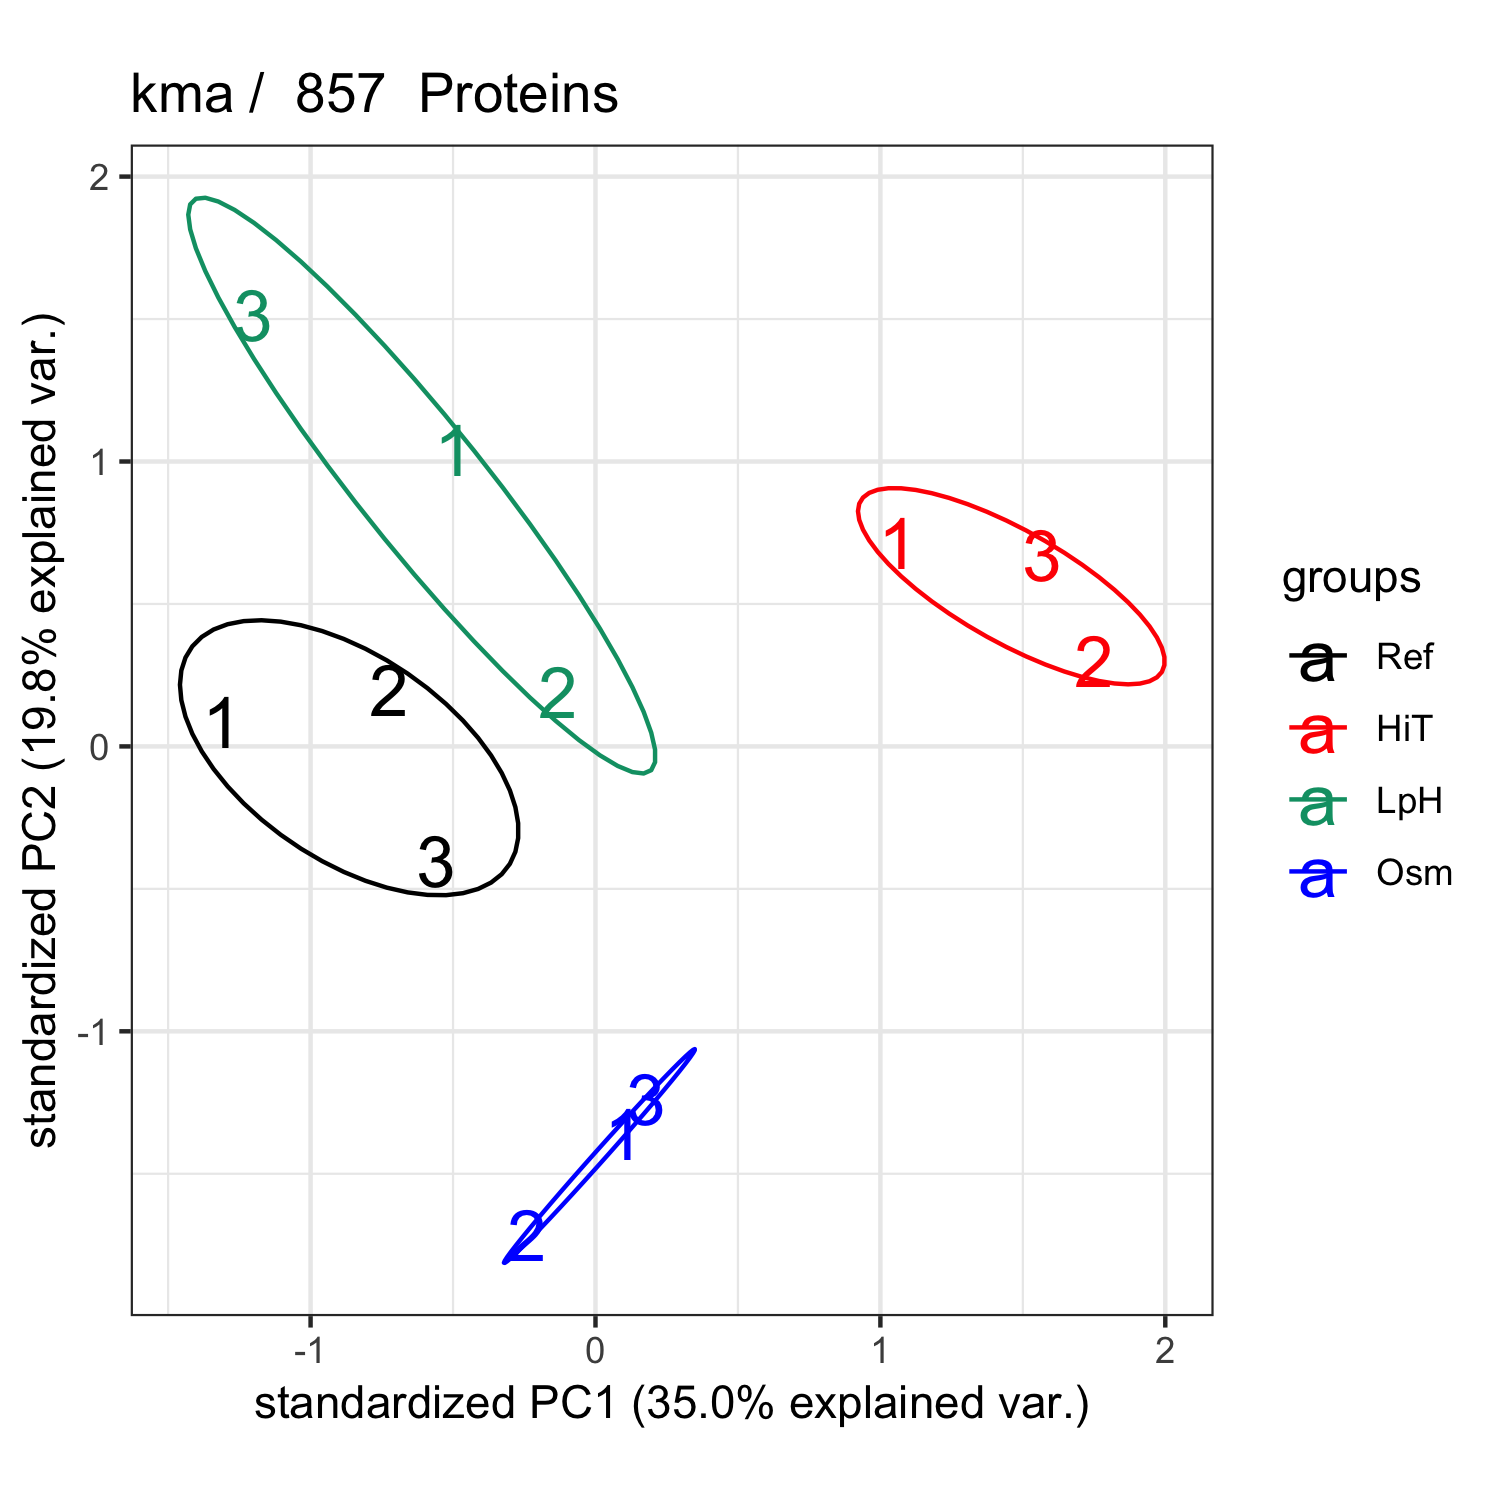 kma /  857  Proteins
standardized PC2 (19.8% explained var.)
2
1
0
-1
3
1
2
1
3
2
1
2
3
3
1
2
-1
0
1
2
standardized PC1 (35.0% explained var.)
groups
a Ref
a HiT
a LpH
a Osm